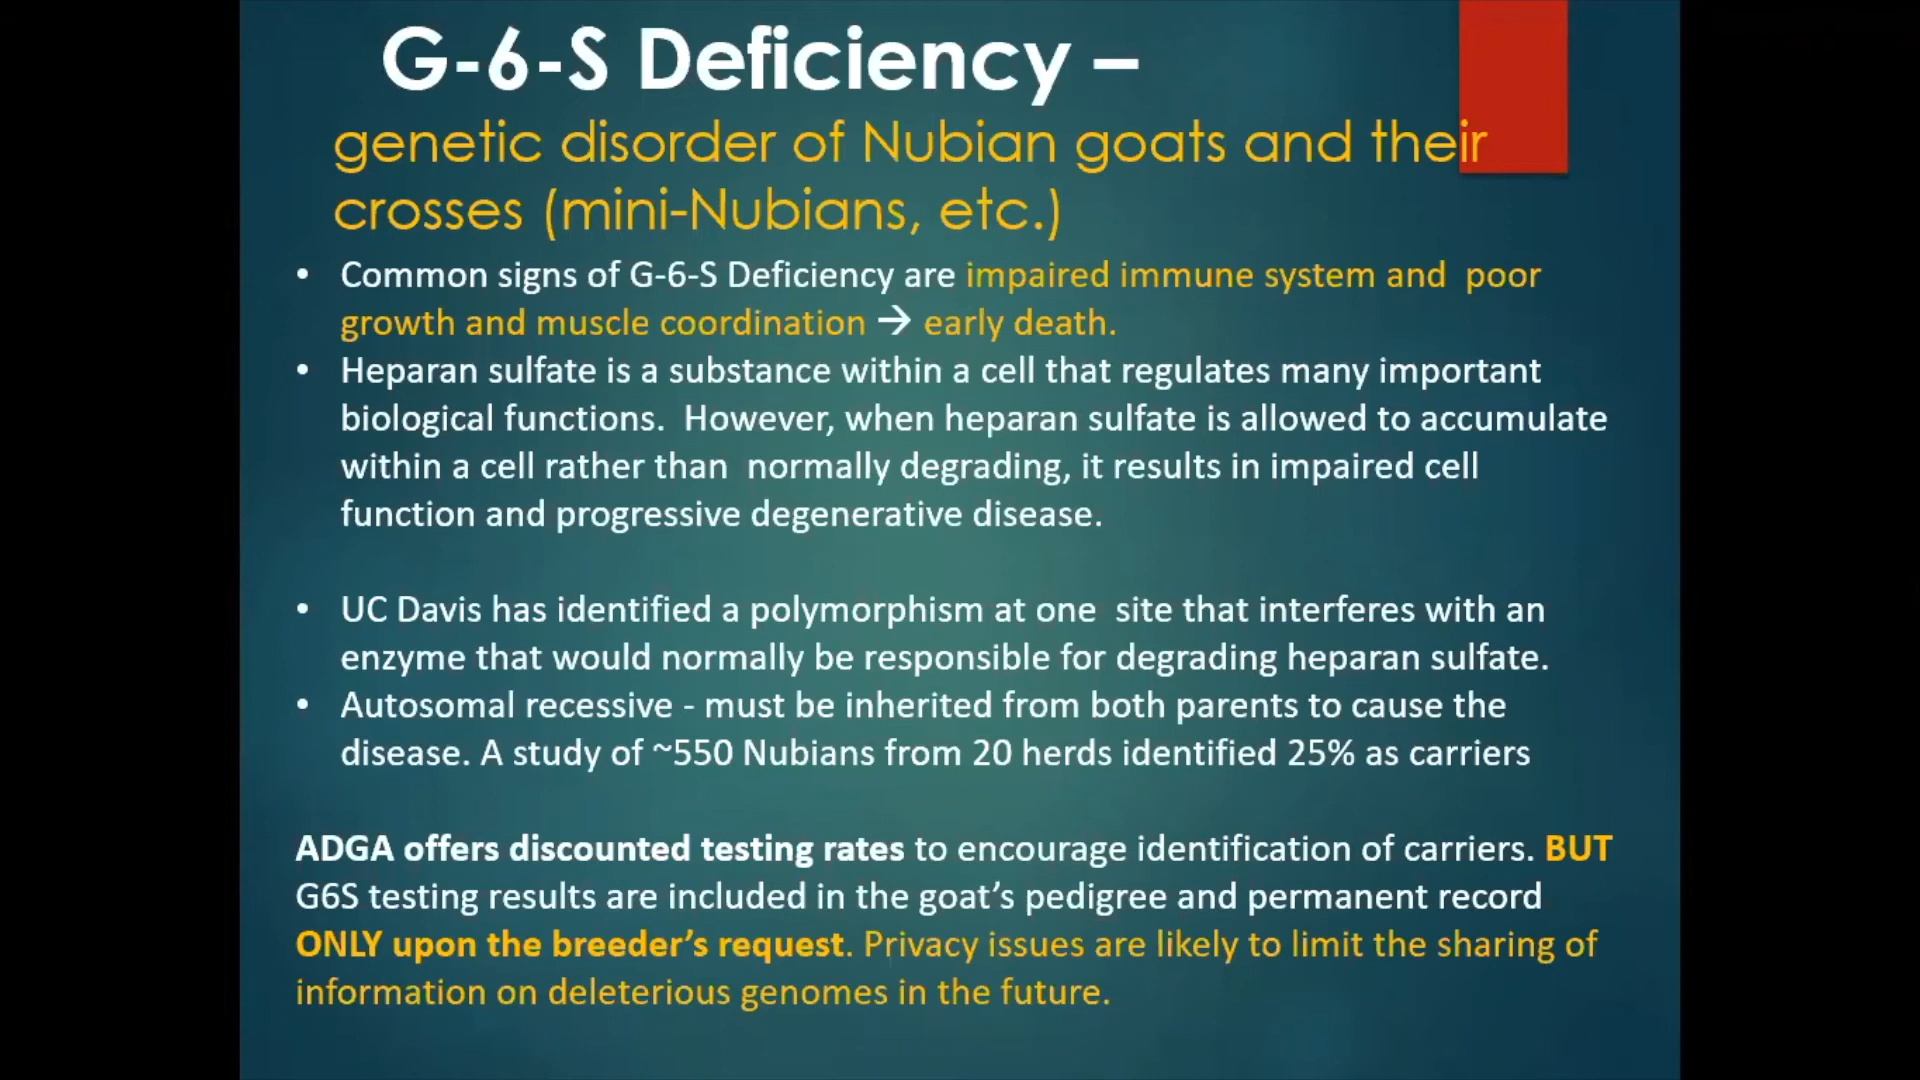 G-6-S Deficiency –
genetic disorder of Nubian goats and their
crosses (mini-Nubians, etc.)
• Common signs of G-6-S Deficiency are impaired immune system and  poor
growth and muscle coordination → early death.
• Heparan sulfate is a substance within a cell that regulates many important
biological functions.  However, when heparan sulfate is allowed to accumulate
within a cell rather than  normally degrading, it results in impaired cell
function and progressive degenerative disease.
• UC Davis has identified a polymorphism at one  site that interferes with an
enzyme that would normally be responsible for degrading heparan sulfate.
• Autosomal recessive - must be inherited from both parents to cause the
disease. A study of ~550 Nubians from 20 herds identified 25% as carriers
ADGA offers discounted testing rates to encourage identification of carriers. BUT
G6S testing results are included in the goat’s pedigree and permanent record
ONLY upon the breeder’s request. Privacy issues are likely to limit the sharing of
information on deleterious genomes in the future.